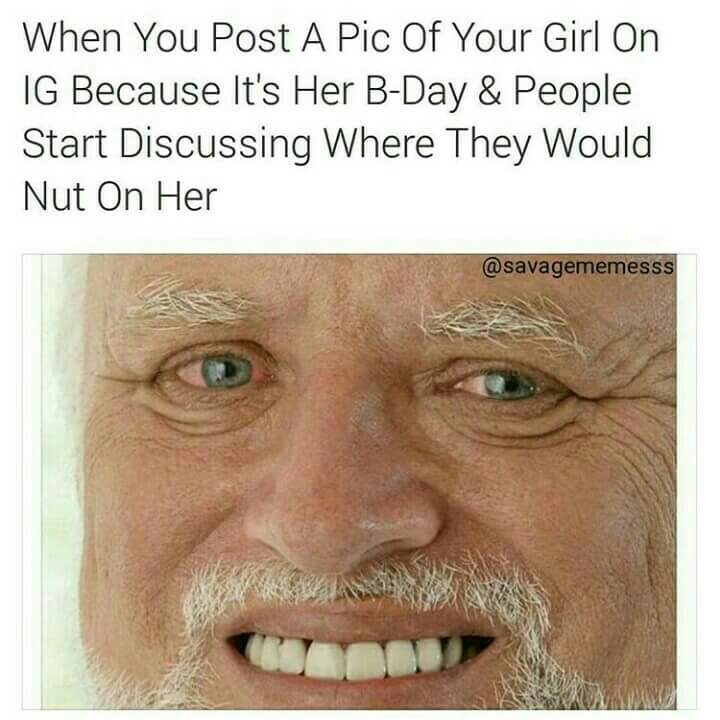 When You Post A Pic Of Your Girl On
IG Because It's Her B-Day & People
Start Discussing Where They Would
Nut On Her
@savagememesss